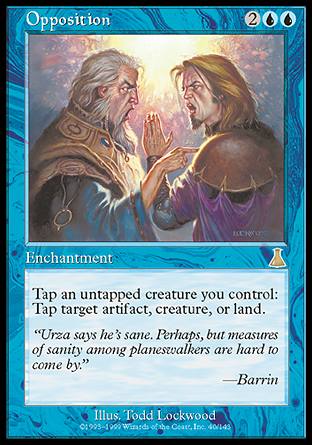 Opposition 2
Enchantment
Tap an untapped creature you control:
Tap target artifact, creature, or land.
“Urza says he’s sane. Perhaps, but measures
of sanity among planeswalkers are hard to
come by.”
—Barrin
Illus. Todd Lockwood
©1993–1999 Wizards of the Coast, Inc. 40/143